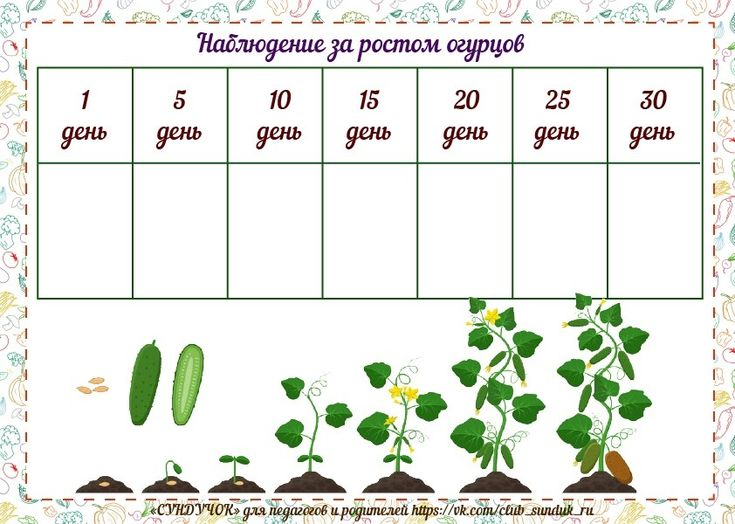 Наблюдение за ростом огурцов
1 день
5 день
10 день
15 день
20 день
25 день
30 день
«СУНДУЧОК» для педагогов и родителей https://vk.com/club_sunduk_ru